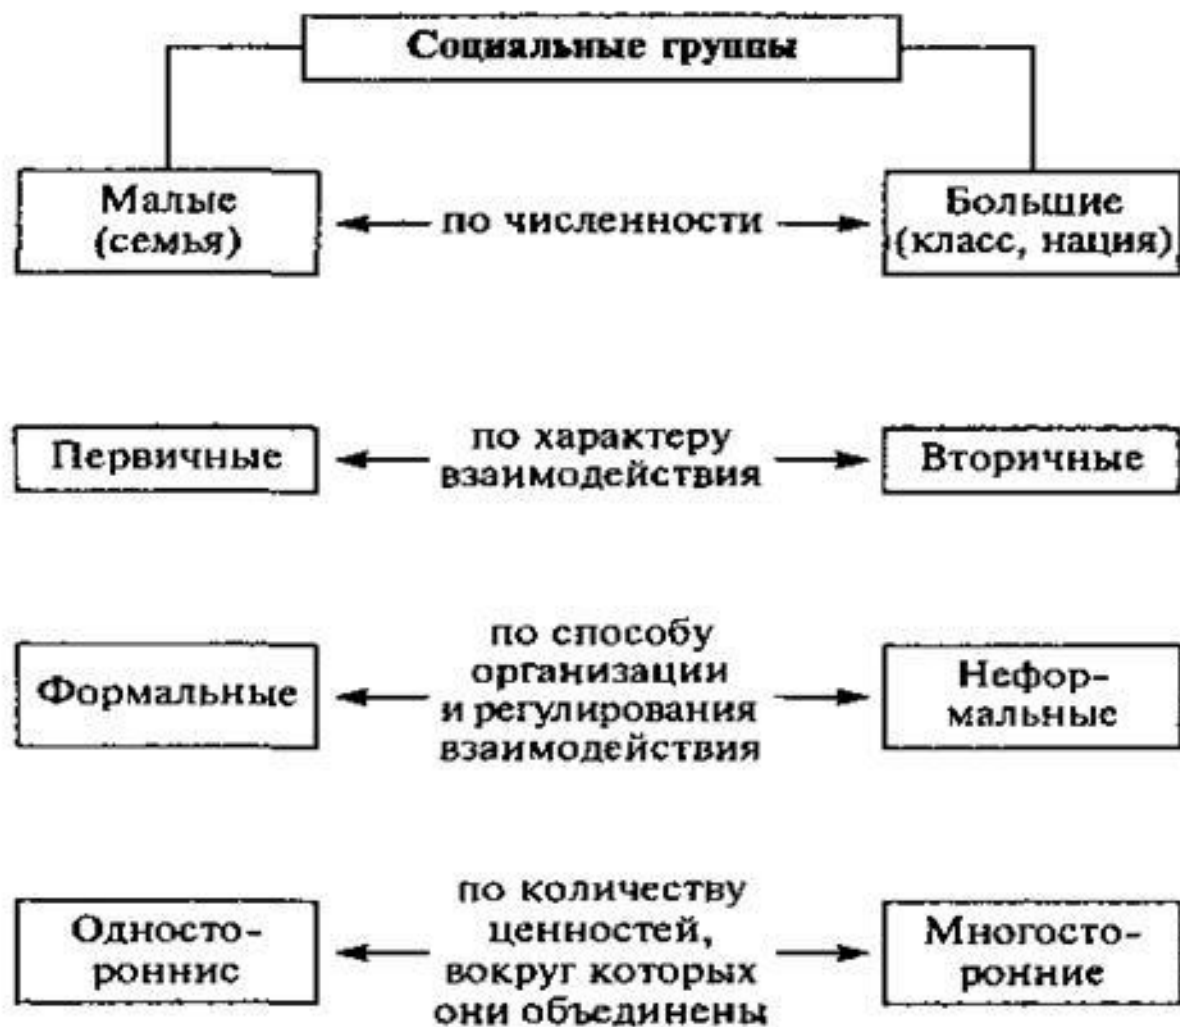 Социальные группы
Малые
(семья)
по численности
Большие
(класс, нация)
Первичные
по характеру
взаимодействия
Вторичные
Формальные
по способу
организации
и регулирования
взаимодействия
Нефор-
мальные
Односто-
роннис
по количеству
ценностей,
вокруг которых
они объединены
Многосто-
ронние